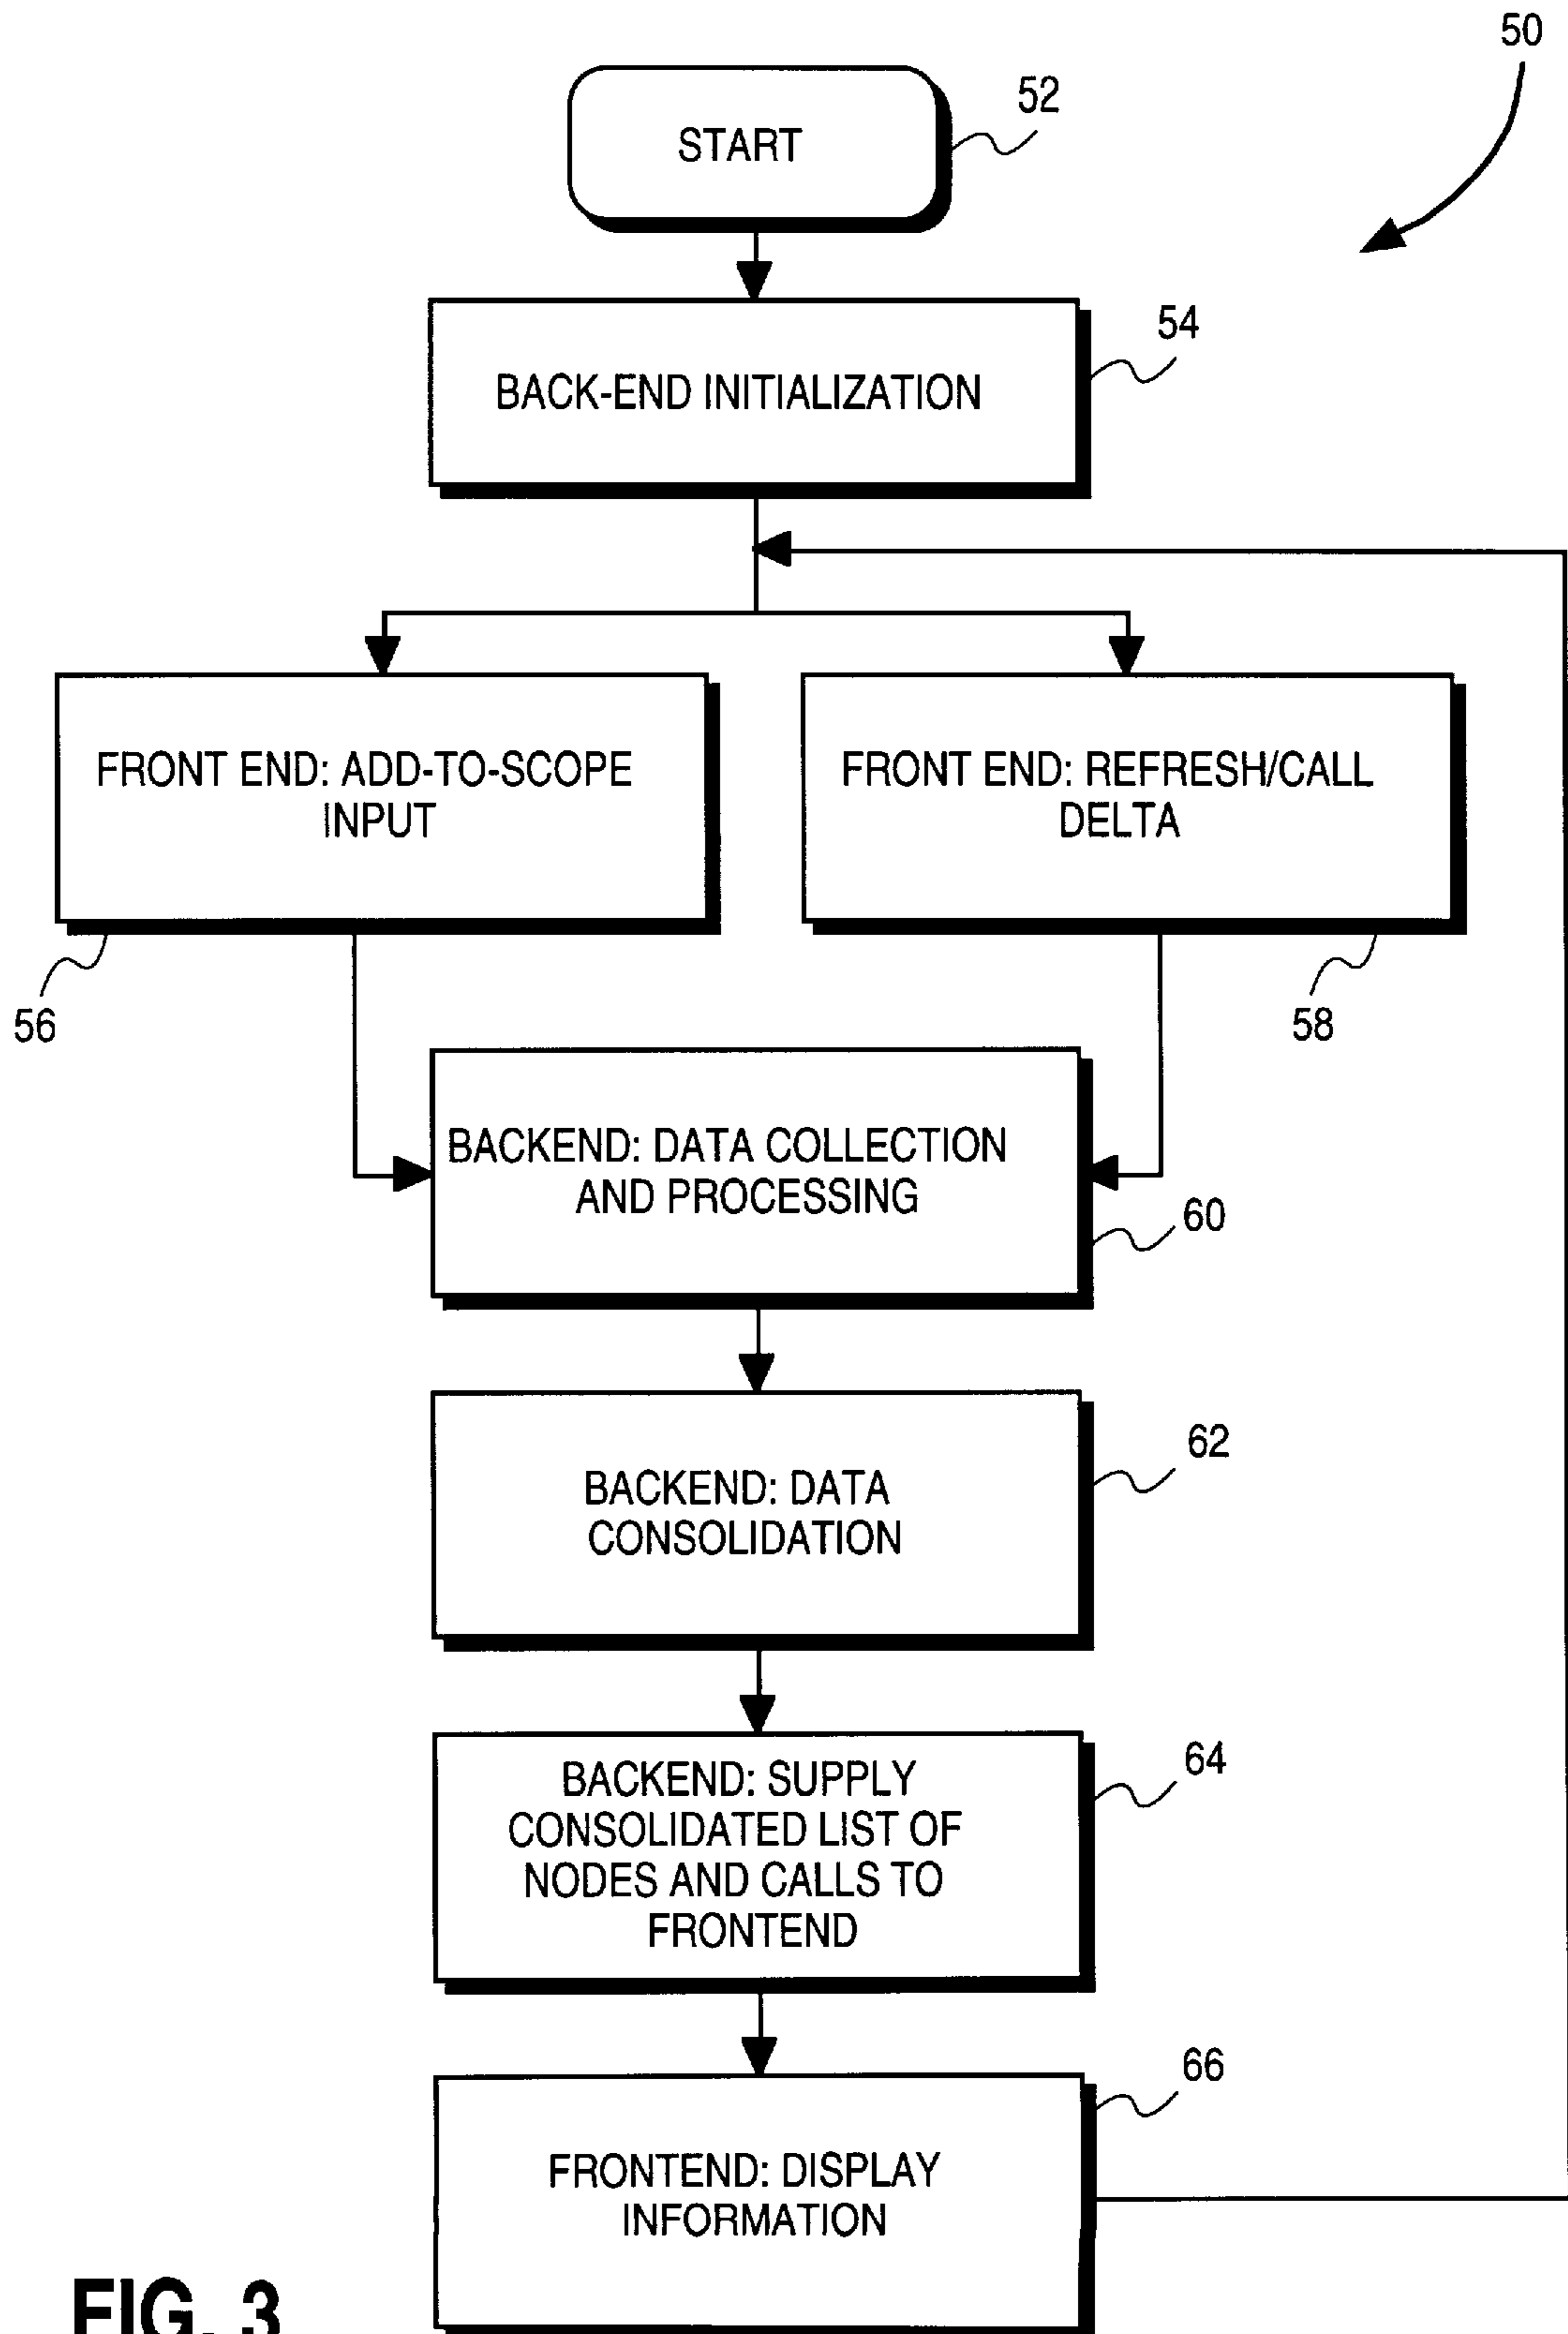 50
52
START
54
BACK-END INITIALIZATION
FRONT END: ADD-TO-SCOPE
INPUT
FRONT END: REFRESH/CALL
DELTA
56
58
BACKEND: DATA COLLECTION
AND PROCESSING
60
62
BACKEND: DATA
CONSOLIDATION
64
BACKEND: SUPPLY
CONSOLIDATED LIST OF
NODES AND CALLS TO
FRONTEND
66
FRONTEND: DISPLAY
INFORMATION
FIG. 3